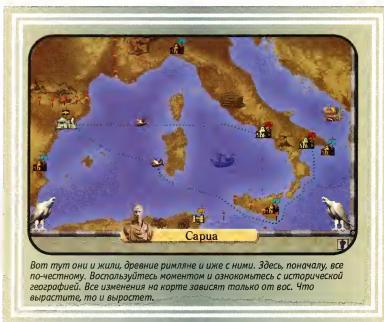 Capua
Вот тут они и жили, древние римляне и иже с ними. Здесь, поначалу, все
по-честному. Воспользуйтесь моментом и ознакомьтесь с исторической
географией. Все изменения на карте зависят только от вас. Что
вырастите, то и выростет.